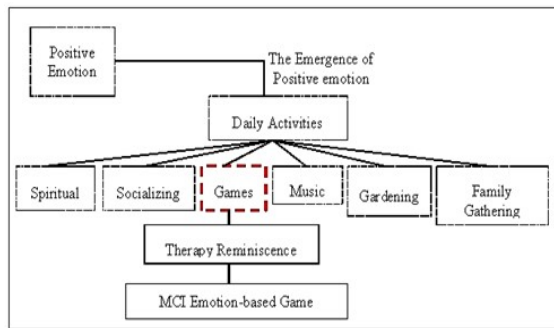 Positive
Emotion
The Emergence of
Positive emotion
Daily Activities
Spiritual
Socializing
Games
Music
Gardening
Family
Gathering
Therapy Reminiscence
MCI Emotion-based Game